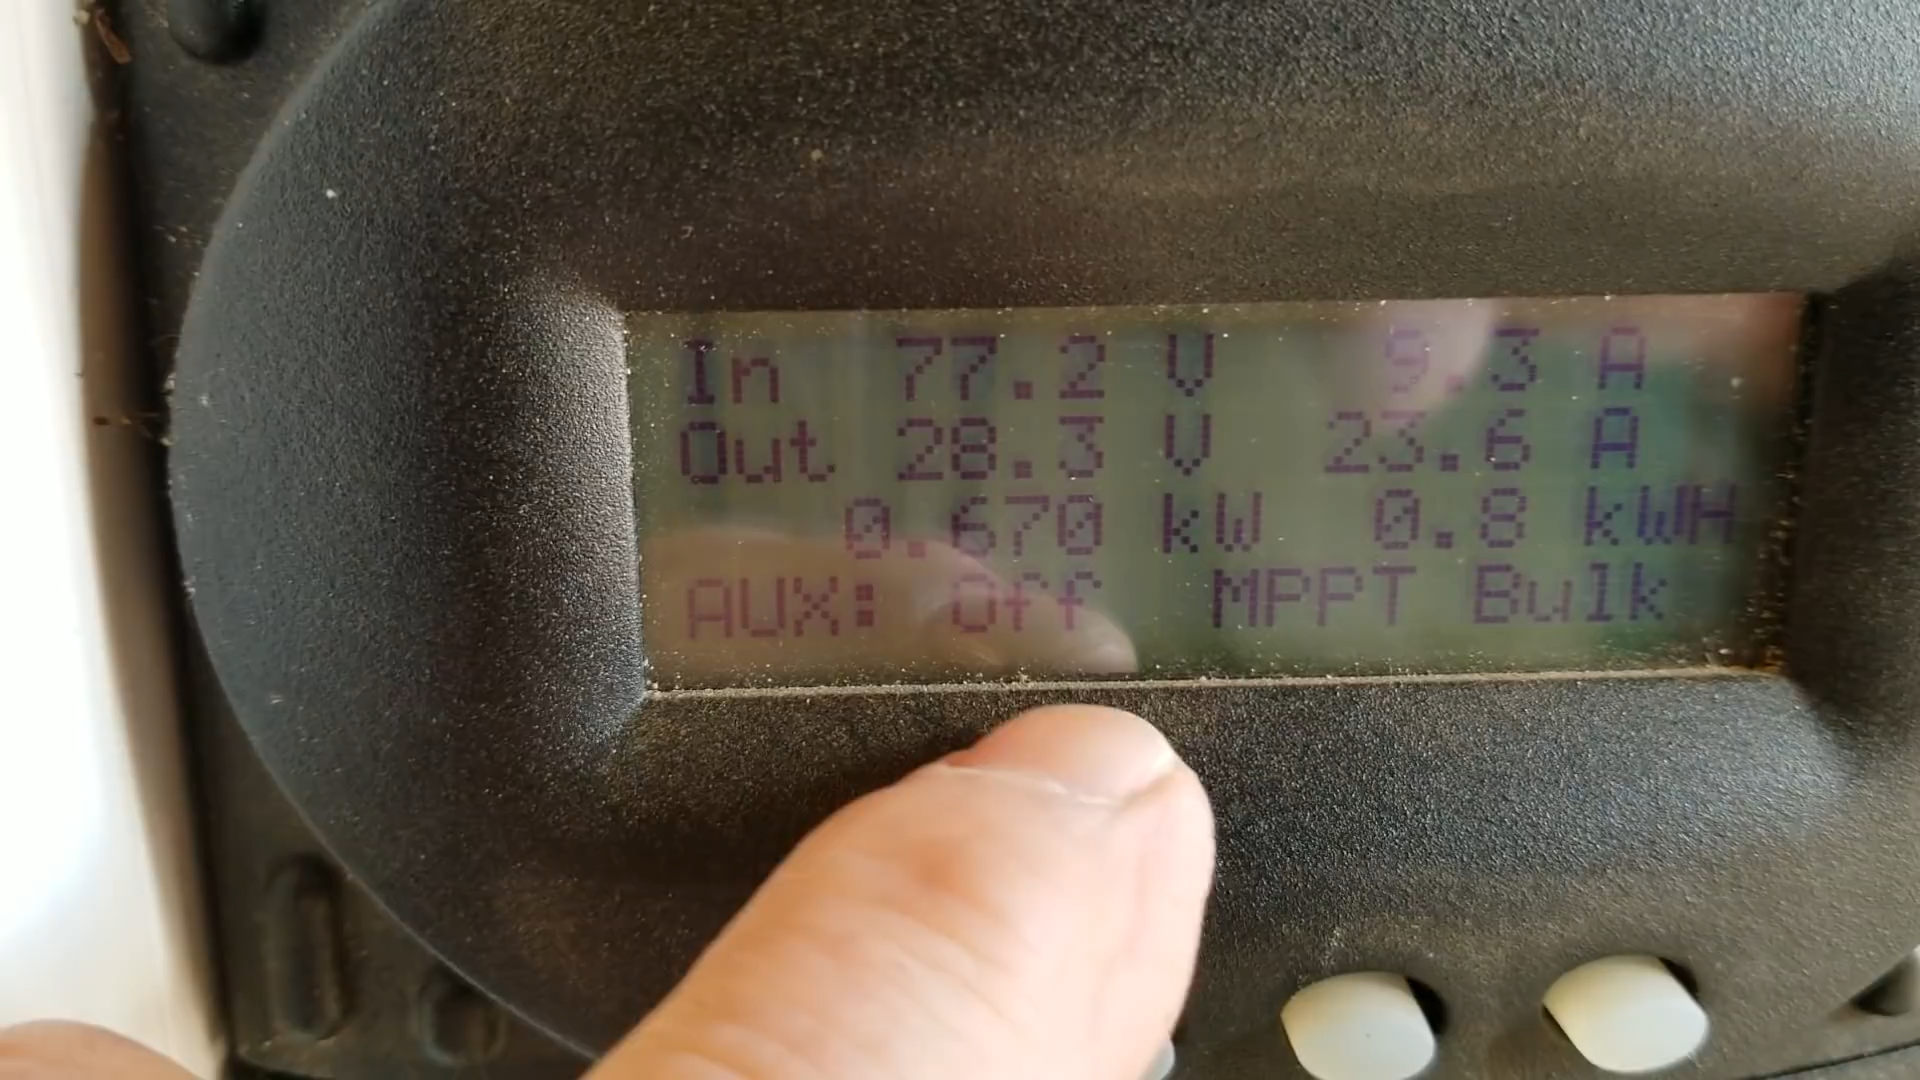 In 77.2 V 9.3 A
Out 28.3 V 23.6 A
0.670 kW 0.8 kWH
AUX: Off MPPT Bulk